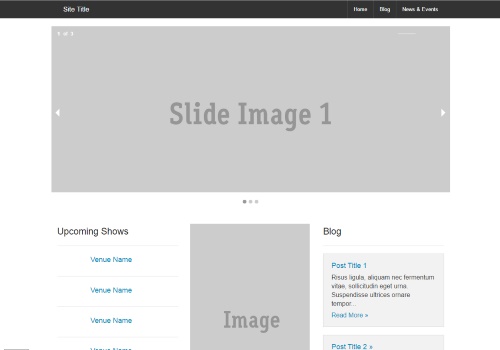 Site Title
Home
Blog
News & Events
1 of 3
Slide Image 1
Upcoming Shows
Venue Name
Venue Name
Venue Name
Venue Name
Image
Blog
Post Title 1
Risus ligula, aliquam nec fermentum
vitae, sollicitudin eget urna.
Suspendisse ultrices ornare
tempor...
Read More »
Post Title 2 »